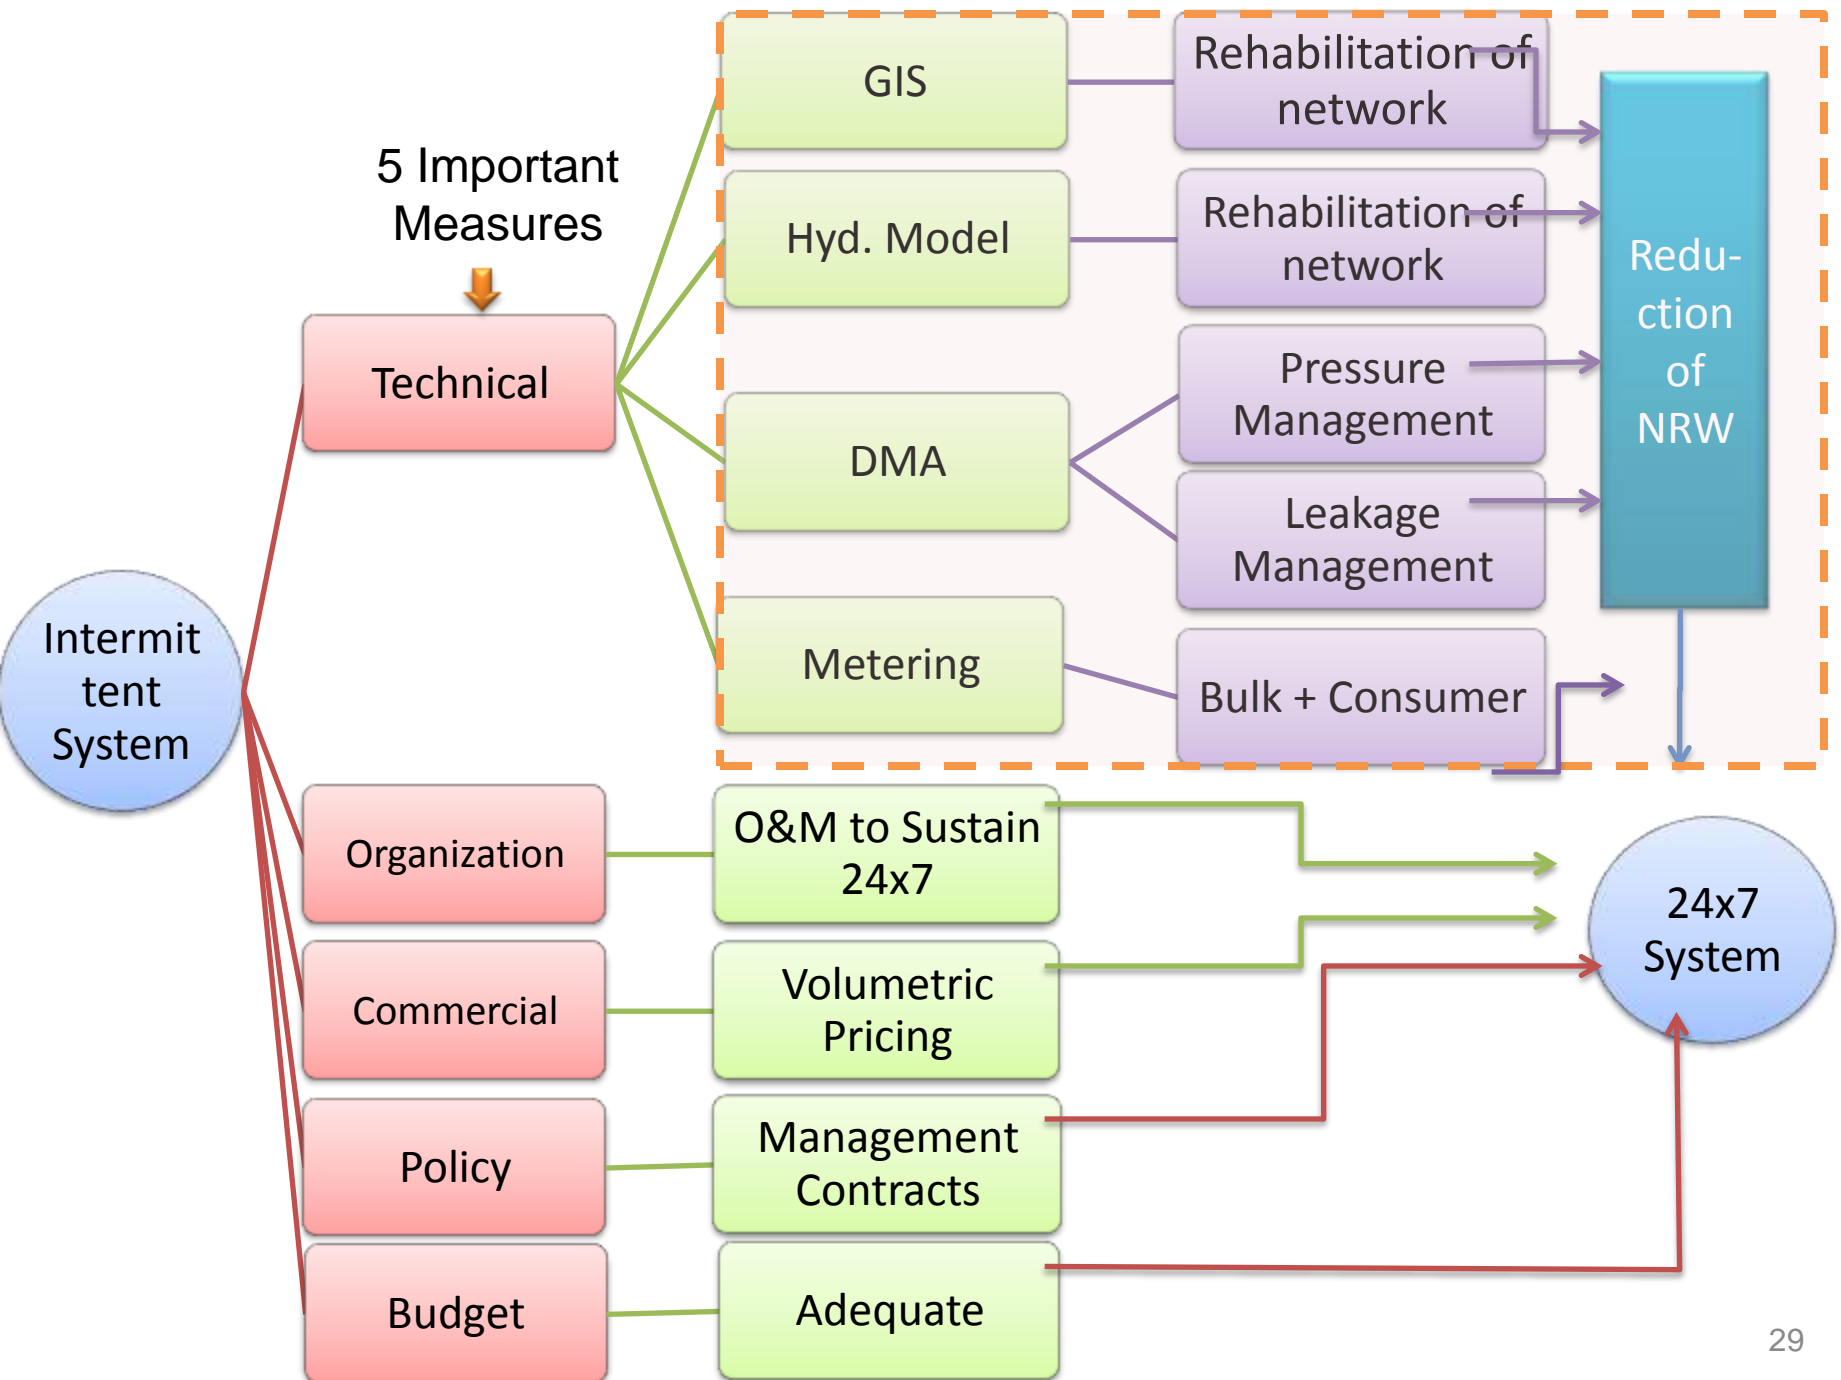 5 Important
Measures
Intermit
tent
System
Technical
GIS
Rehabilitation of
network
Hyd. Model
Rehabilitation of
network
DMA
Pressure
Management
Leakage
Management
Metering
Bulk + Consumer
Redu-
ction
of
NRW
Organization
O&M to Sustain
24x7
Commercial
Volumetric
Pricing
Policy
Management
Contracts
Budget
Adequate
24x7
System
29